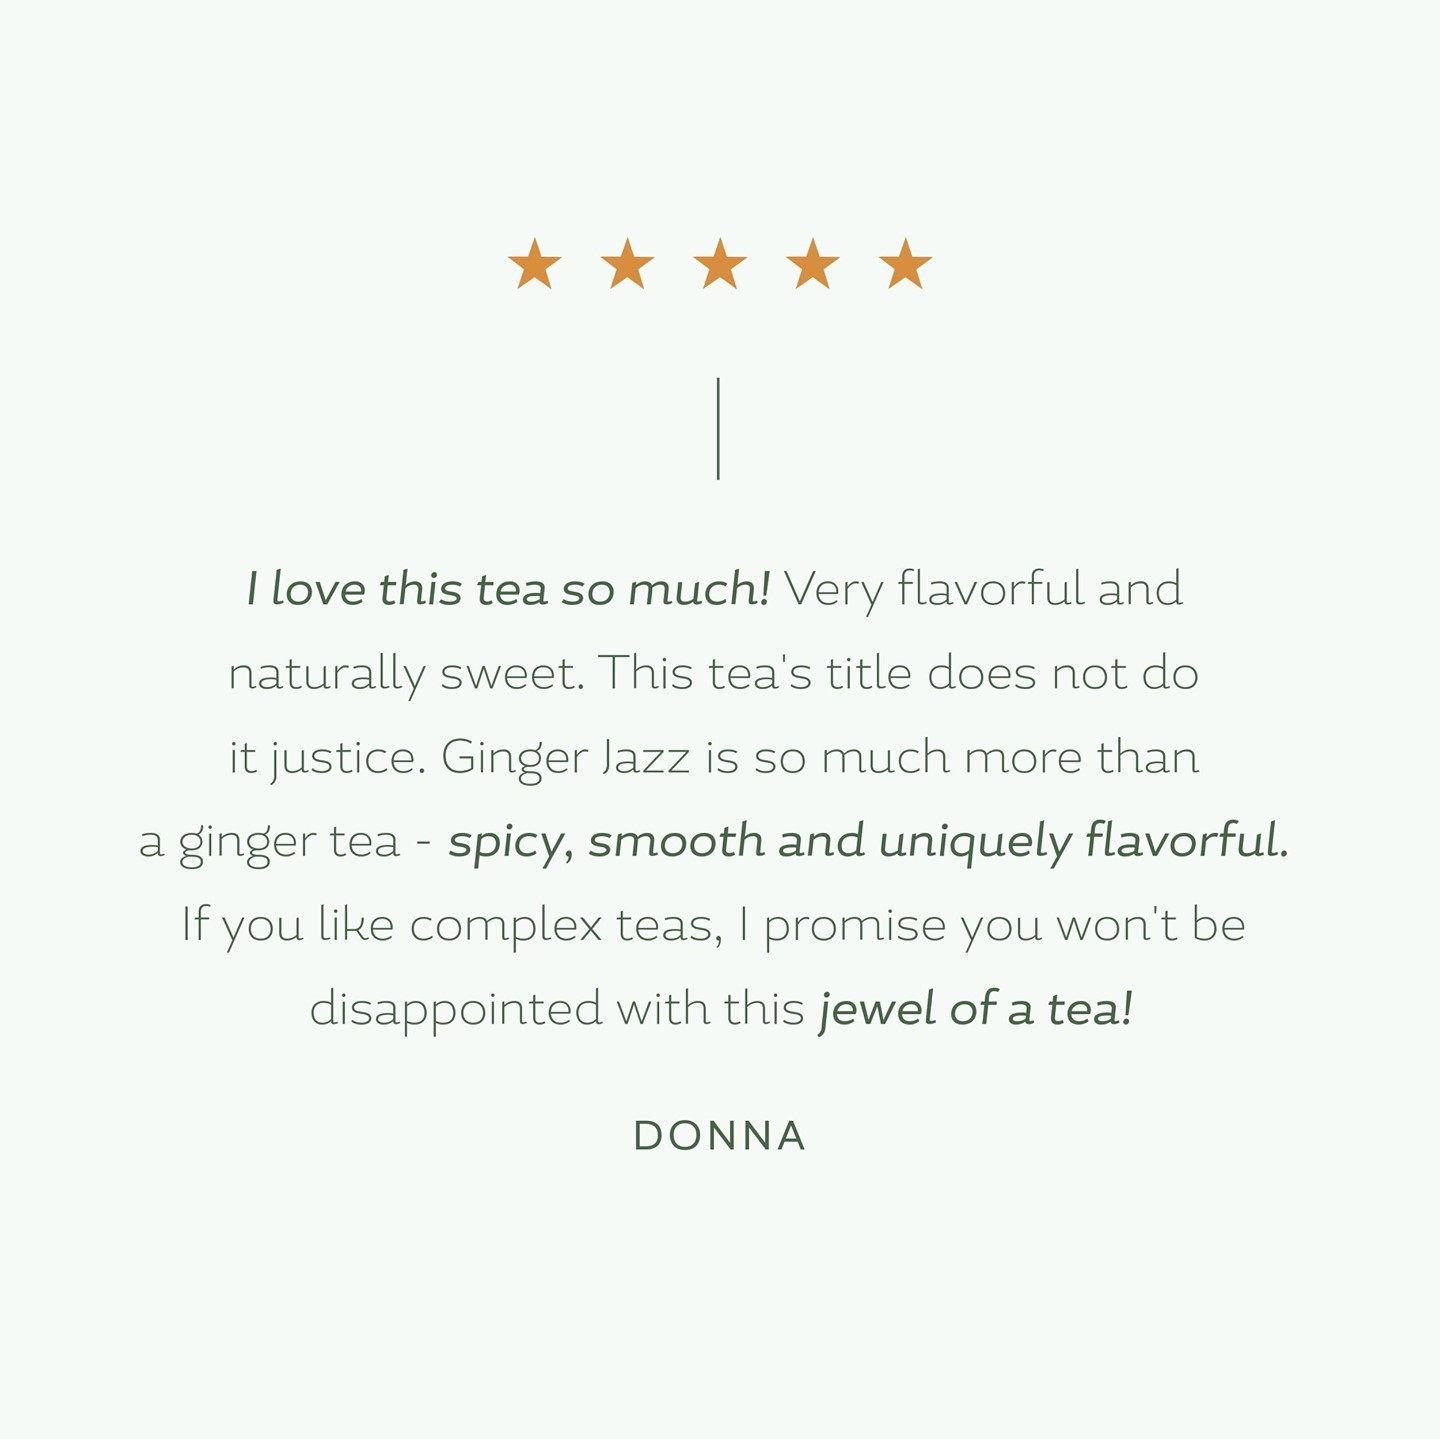 I love this tea so much! Very flavorful and
naturally sweet. This tea's title does not do
it justice. Ginger Jazz is so much more than
a ginger tea - spicy, smooth and uniquely flavorful.
If you like complex teas, I promise you won't be
disappointed with this jewel of a tea!
DONNA